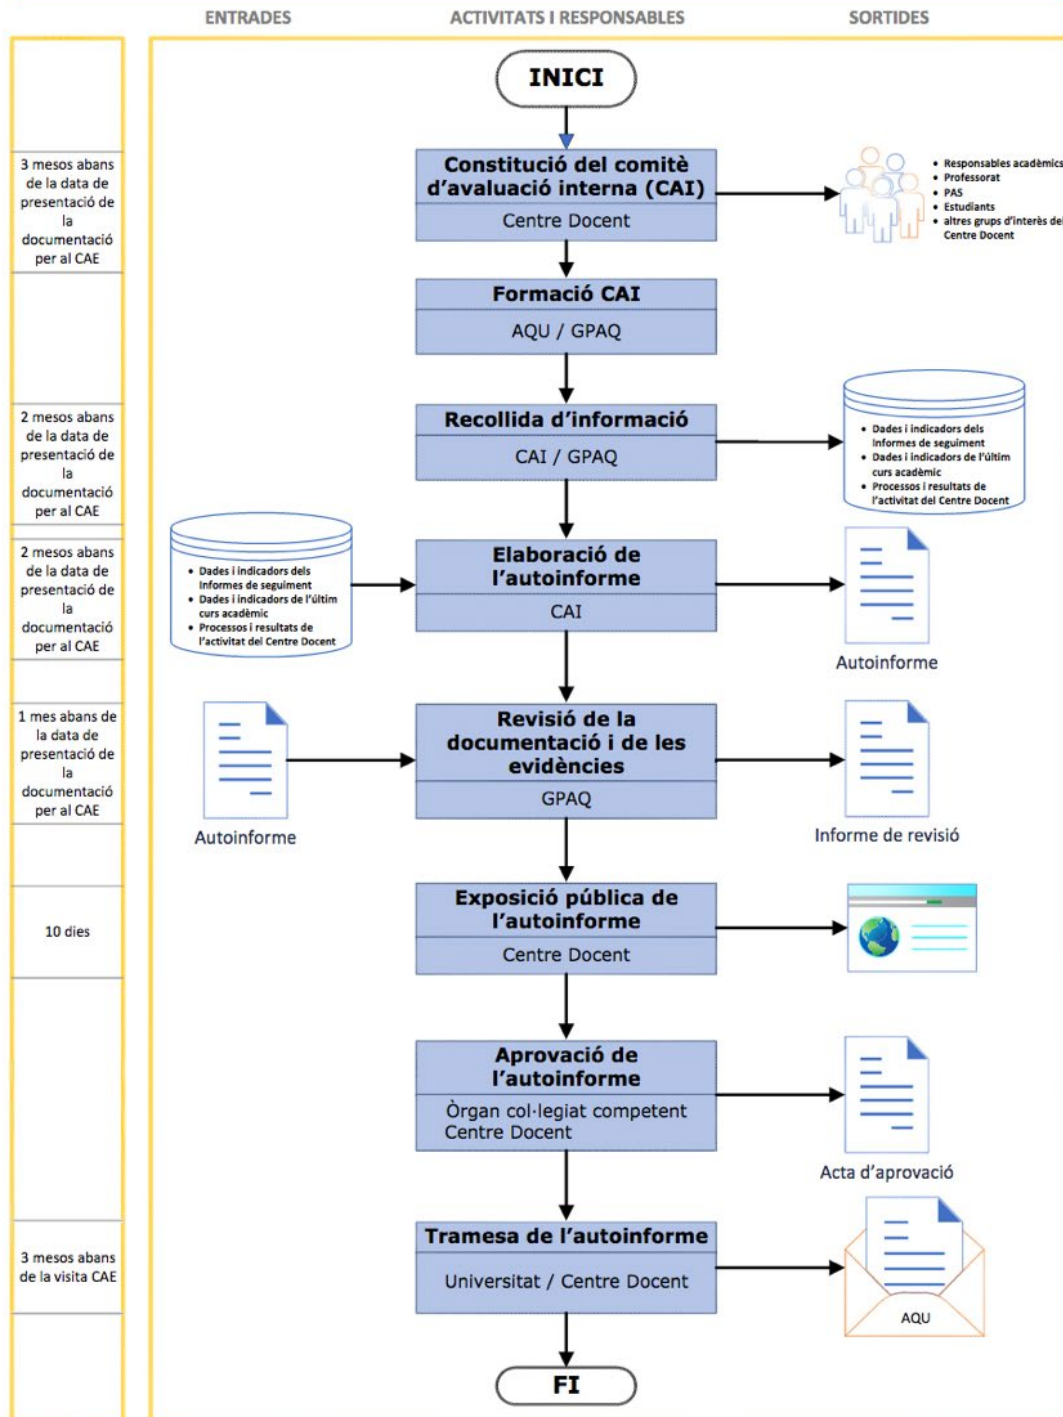 ENTRADES
ACTIVITATS I RESPONSABLES
SORTIDES
INICI
3 mesos abans
de la data de
presentació de
la
documentació
per al CAE
Constitució del comitè
d’avaluació interna (CAI)
Centre Docent
• Responsables acadèmics
• Professorat
• PAS
• Estudiants
• altres grups d’interès del
Centre Docent
Formació CAI
AQU / GPAQ
2 mesos abans
de la data de
presentació de
la
documentació
per al CAE
Recollida d’informació
CAI / GPAQ
• Dades i indicadors dels
Informes de seguiment
• Dades i indicadors de l’últim
curs acadèmic
• Processos i resultats de
l’activitat del Centre Docent
2 mesos abans
de la data de
presentació de
la
documentació
per al CAE
• Dades i indicadors dels
Informes de seguiment
• Dades i indicadors de l’últim
curs acadèmic
• Processos i resultats de
l’activitat del Centre Docent
Elaboració de
l’autoinforme
CAI
Autoinforme
1 mes abans de
la data de
presentació de
la
documentació
per al CAE
Autoinforme
Revisió de la
documentació i de les
evidències
GPAQ
Informe de revisió
10 dies
Exposició pública de
l’autoinforme
Centre Docent
Aprovació de
l’autoinforme
Òrgan col·legiat competent
Centre Docent
Acta d’aprovació
3 mesos abans
de la visita CAE
Tramesa de l’autoinforme
Universitat / Centre Docent
AQU
FI